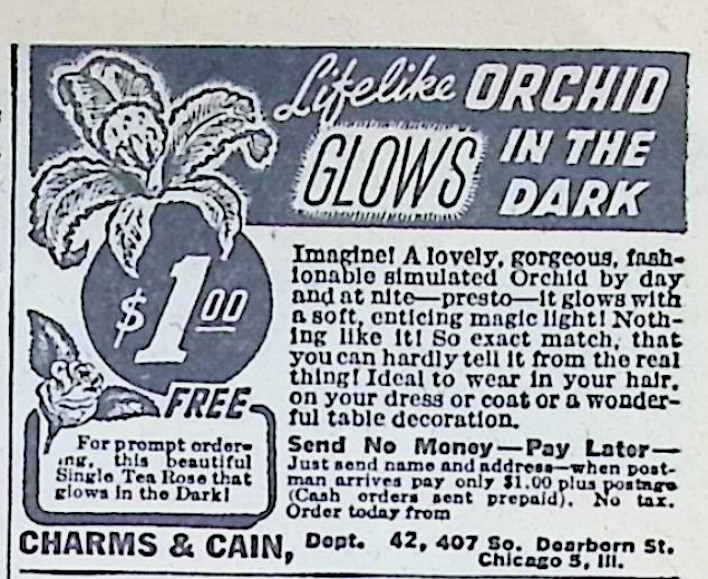 Lifelike ORCHID
GLOWS IN THE
DARK
$1.00
Imagine! A lovely, gorgeous, fash-
ionable simulated Orchid by day
and at nite—presto—it glows with
a soft, enticing magic light! Noth-
ing like it! So exact match, that
you can hardly tell it from the real
thing! Ideal to wear in your hair,
on your dress or coat or a wonder-
ful table decoration.
FREE
For prompt order-
ing, this beautiful
Single Tea Rose that
glows in the Dark!
Send No Money—Pay Later—
Just send name and address—when post-
man arrives pay only $1.00 plus postage
(Cash orders sent prepaid). No tax.
Order today from
CHARMS & CAIN, Dept. 42, 407 So. Dearborn St.
Chicago 5, Ill.